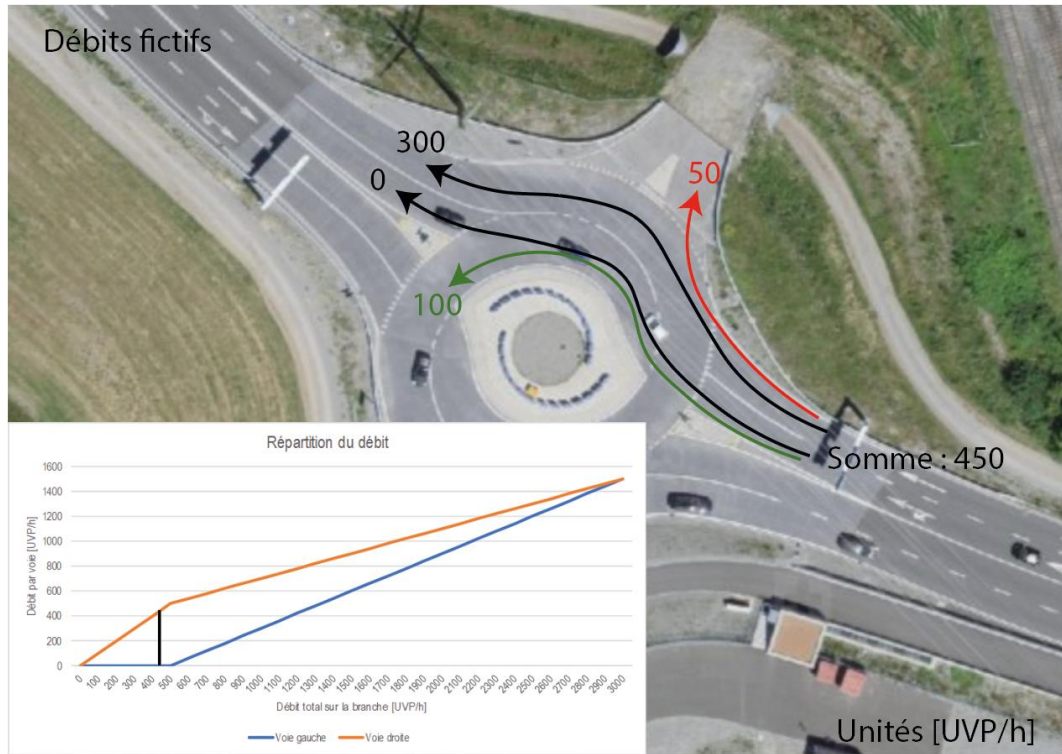 Débits fictifs
300
0
50
100
Somme : 450
Répartition du débit
Débit par voie [UVP/h]
1600
1400
1200
1000
800
600
400
200
0
0 100 200 300 400 500 600 700 800 900 1000 1100 1200 1300 1400 1500 1600 1700 1800 1900 2000 2100 2200 2300 2400 2500 2600 2700 2800 2900 3000
Débit total sur la branche [UVP/h]
Voie gauche Voie droite
Unités [UVP/h]